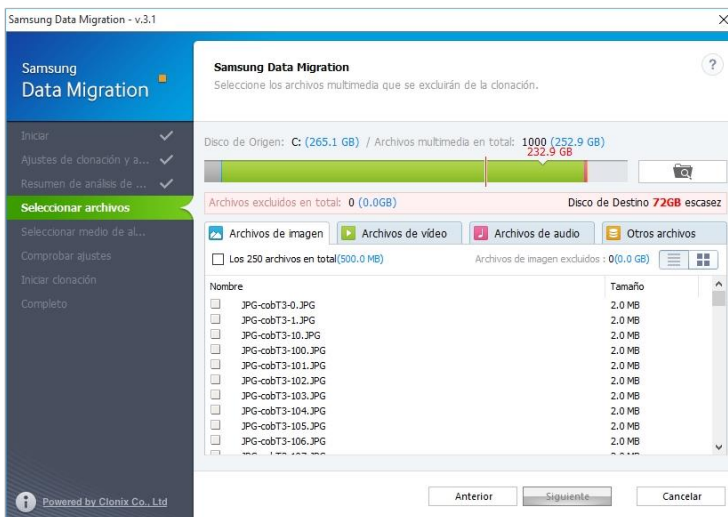 Samsung Data Migration - v.3.1
Samsung
Data Migration
Samsung Data Migration
Seleccione los archivos multimedia que se excluirán de la clonación.
?
Iniciar
Ajustes de clonación y a...
Resumen de análisis de ...
Seleccionar archivos
Seleccionar medio de al...
Comprobar ajustes
Iniciar clonación
Completo
Disco de Origen: C: (265.1 GB) / Archivos multimedia en total: 1000 (252.9 GB)
232.9 GB
Archivos excluidos en total: 0 (0.0GB)
Disco de Destino 72GB escasez
Archivos de imagen
Archivos de vídeo
Archivos de audio
Otros archivos
Los 250 archivos en total(500.0 MB)
Archivos de imagen excluidos : 0(0.0 GB)
Nombre Tamaño
JPG-cobT3-0.JPG 2.0 MB
JPG-cobT3-1.JPG 2.0 MB
JPG-cobT3-10.JPG 2.0 MB
JPG-cobT3-100.JPG 2.0 MB
JPG-cobT3-101.JPG 2.0 MB
JPG-cobT3-102.JPG 2.0 MB
JPG-cobT3-103.JPG 2.0 MB
JPG-cobT3-104.JPG 2.0 MB
JPG-cobT3-105.JPG 2.0 MB
JPG-cobT3-106.JPG 2.0 MB
Powered by Clonix Co., Ltd
Anterior
Siguiente
Cancelar